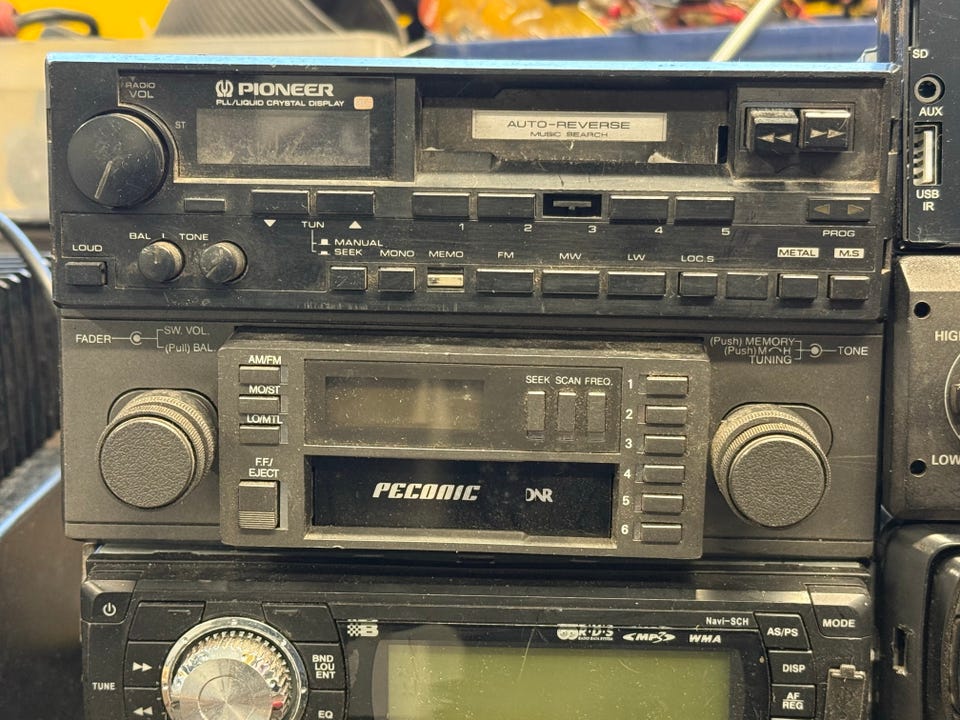 RADIO
VOL
PIONEER
PLL/LIQUID CRYSTAL DISPLAY
ST
AUTO-REVERSE
MUSIC SEARCH
◀◀ ▶▶
▼ TUN ▲
1 2 3 4 5
◀ ▶
PROG
LOUD
BAL L TONE
MANUAL
SEEK
MONO MEMO FM MW LW LOC.S METAL M.S
SD
AUX
USB
IR
FADER
SW. VOL.
(Pull) BAL
AM/FM
MO/ST
LO/MTL
F.F./
EJECT
SEEK SCAN FREQ.
1
2
3
4
5
6
PECONIC DNR
(Push) MEMORY
TUNING
TONE
HIGH
LOW
TUNE
▶▶
◀◀
BND
LOU
ENT
EQ
B
R·D·S
RADIO DATA SYSTEM
MP3
WMA
Navi-SCH
AS/PS
MODE
DISP
AF
REG